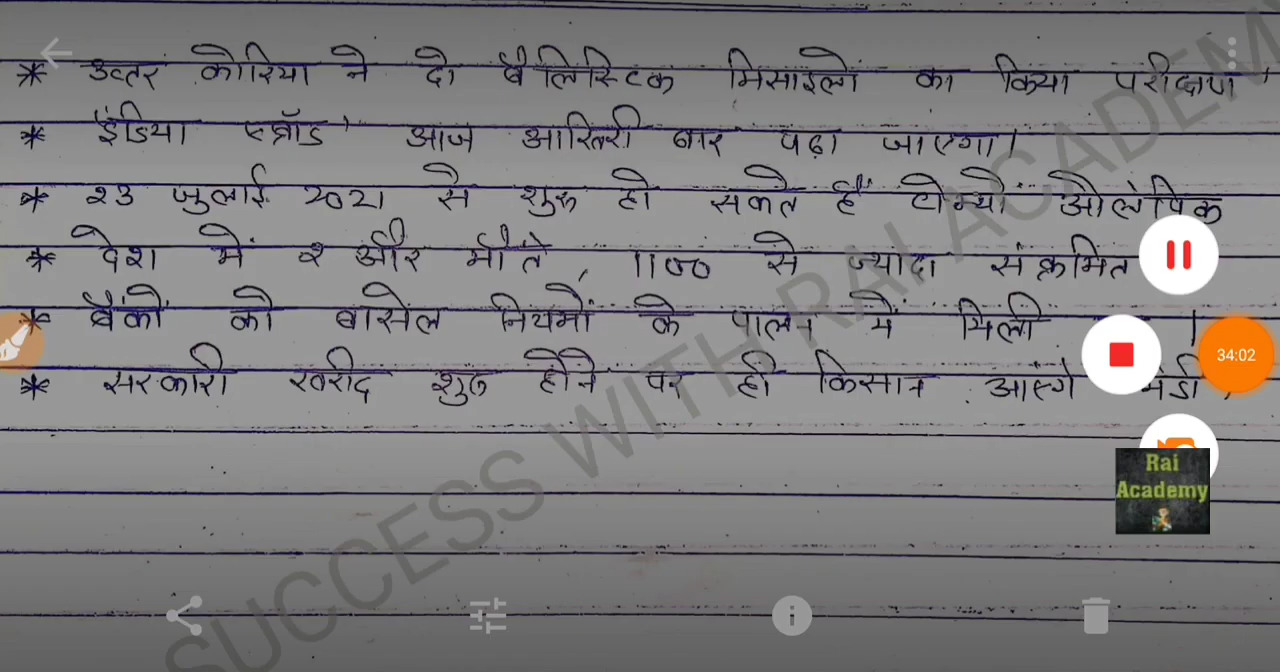 * उत्तर कोरिया ने दो बैलिस्टिक मिसाइलो का किया परीक्षण
* 'इंडिया एब्रॉड' आज आखिरी बार पढ़ा जाएगा।
* 23 जुलाई 2021 से शुरू हो सकते है टोक्यो ओलंपिक
* देश में 2 और मौते, 1100 से ज्यादा संक्रमित
* बैंको को बासेल नियमों के पालन में मिली ।
* सरकारी खरीद शुरू होने पर ही किसान आएंगे मंडी,
34:02
Rai
Academy
SUCCESS WITH RAI ACADEMY